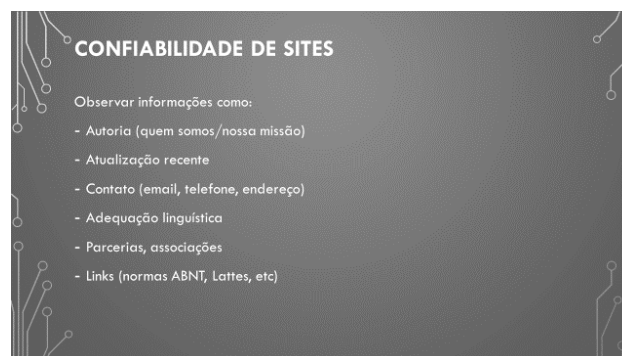 CONFIABILIDADE DE SITES
Observar informações como:
- Autoria (quem somos/nossa missão)
- Atualização recente
- Contato (email, telefone, endereço)
- Adequação linguística
- Parcerias, associações
- Links (normas ABNT, Lattes, etc)